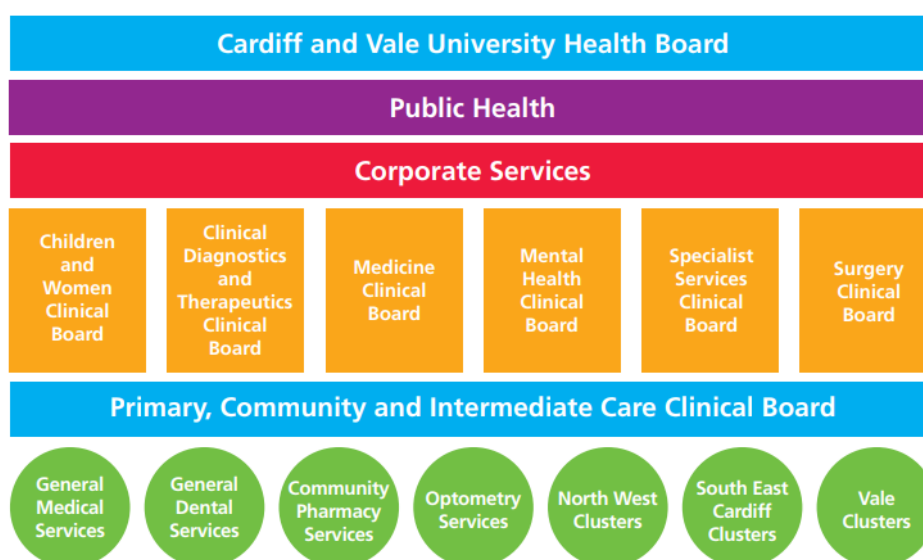 Cardiff and Vale University Health Board
Public Health
Corporate Services
Children
and
Women
Clinical
Board
Clinical
Diagnostics
and
Therapeutics
Clinical
Board
Medicine
Clinical
Board
Mental
Health
Clinical
Board
Specialist
Services
Clinical
Board
Surgery
Clinical
Board
Primary, Community and Intermediate Care Clinical Board
General
Medical
Services
General
Dental
Services
Community
Pharmacy
Services
Optometry
Services
North West
Clusters
South East
Cardiff
Clusters
Vale
Clusters